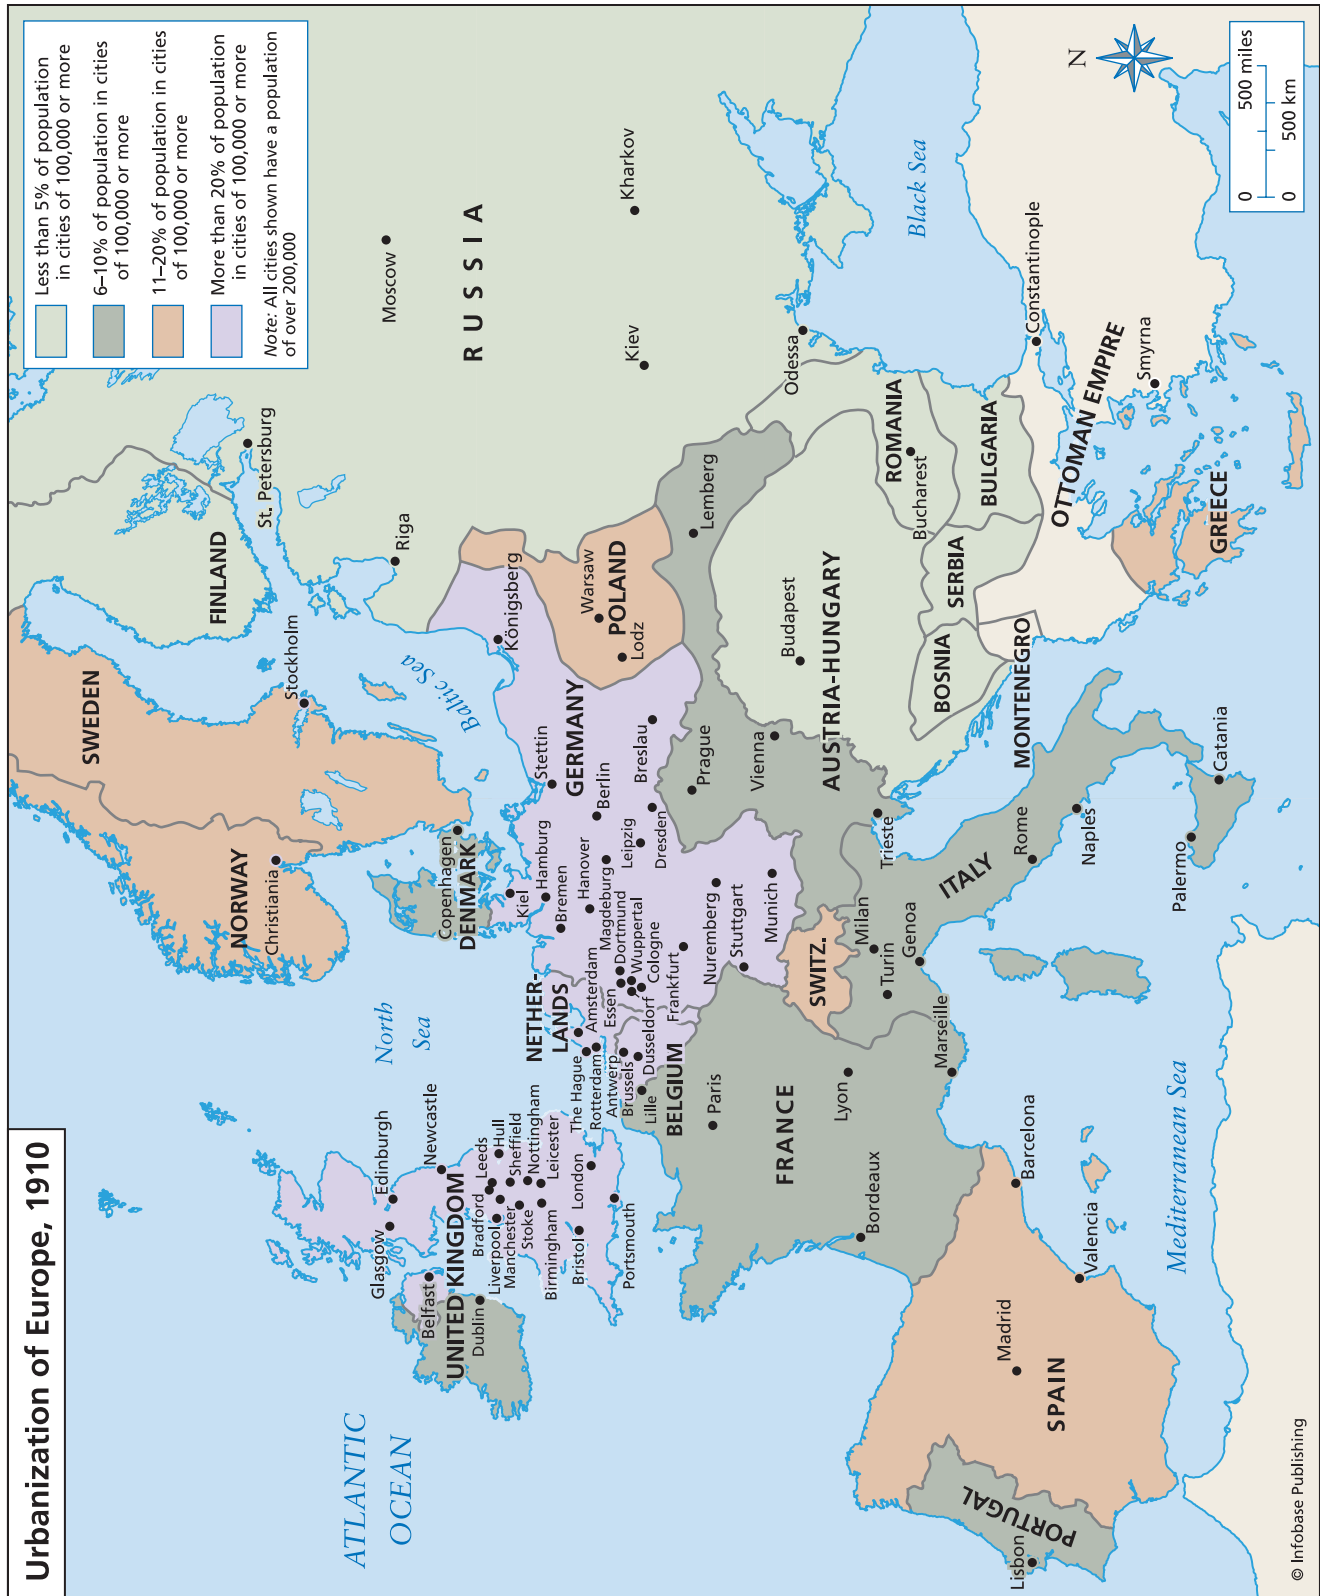 Urbanization of Europe, 1910
Less than 5% of population
in cities of 100,000 or more
6–10% of population in cities
of 100,000 or more
11–20% of population in cities
of 100,000 or more
More than 20% of population
in cities of 100,000 or more
Note: All cities shown have a population
of over 200,000
N
0 500 miles
0 500 km
ATLANTIC
OCEAN
North
Sea
Baltic Sea
Black Sea
Mediterranean Sea
NORWAY
Christiania
SWEDEN
Stockholm
FINLAND
St. Petersburg
RUSSIA
Moscow
Riga
Kharkov
Kiev
Odessa
DENMARK
Copenhagen
UNITED KINGDOM
Glasgow
Edinburgh
Newcastle
Belfast
Dublin
Bradford
Leeds
Hull
Liverpool
Manchester
Sheffield
Stoke
Nottingham
Leicester
Birmingham
Bristol
London
Portsmouth
NETHER-
LANDS
Amsterdam
The Hague
Rotterdam
BELGIUM
Antwerp
Brussels
Lille
GERMANY
Königsberg
Stettin
Kiel
Hamburg
Bremen
Hanover
Berlin
Magdeburg
Leipzig
Dresden
Breslau
Dortmund
Essen
Wuppertal
Cologne
Dusseldorf
Frankfurt
Nuremberg
Stuttgart
Munich
POLAND
Warsaw
Lodz
FRANCE
Paris
Lyon
Bordeaux
Marseille
SWITZ.
AUSTRIA-HUNGARY
Lemberg
Prague
Vienna
Budapest
Trieste
ITALY
Milan
Turin
Genoa
Rome
Naples
Palermo
Catania
BOSNIA
SERBIA
MONTENEGRO
ROMANIA
Bucharest
BULGARIA
OTTOMAN EMPIRE
Constantinople
Smyrna
GREECE
SPAIN
Madrid
Barcelona
Valencia
PORTUGAL
Lisbon
© Infobase Publishing